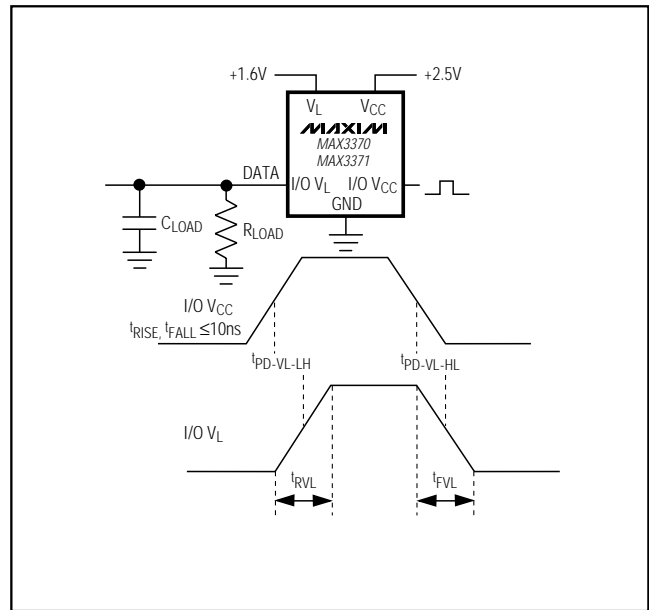 +1.6V +2.5V
VL VCC
MAXIM
MAX3370
MAX3371
DATA
I/O VL I/O VCC
GND
CLOAD
RLOAD
I/O VCC
tRISE, tFALL ≤10ns
tPD-VL-LH tPD-VL-HL
I/O VL
tRVL tFVL